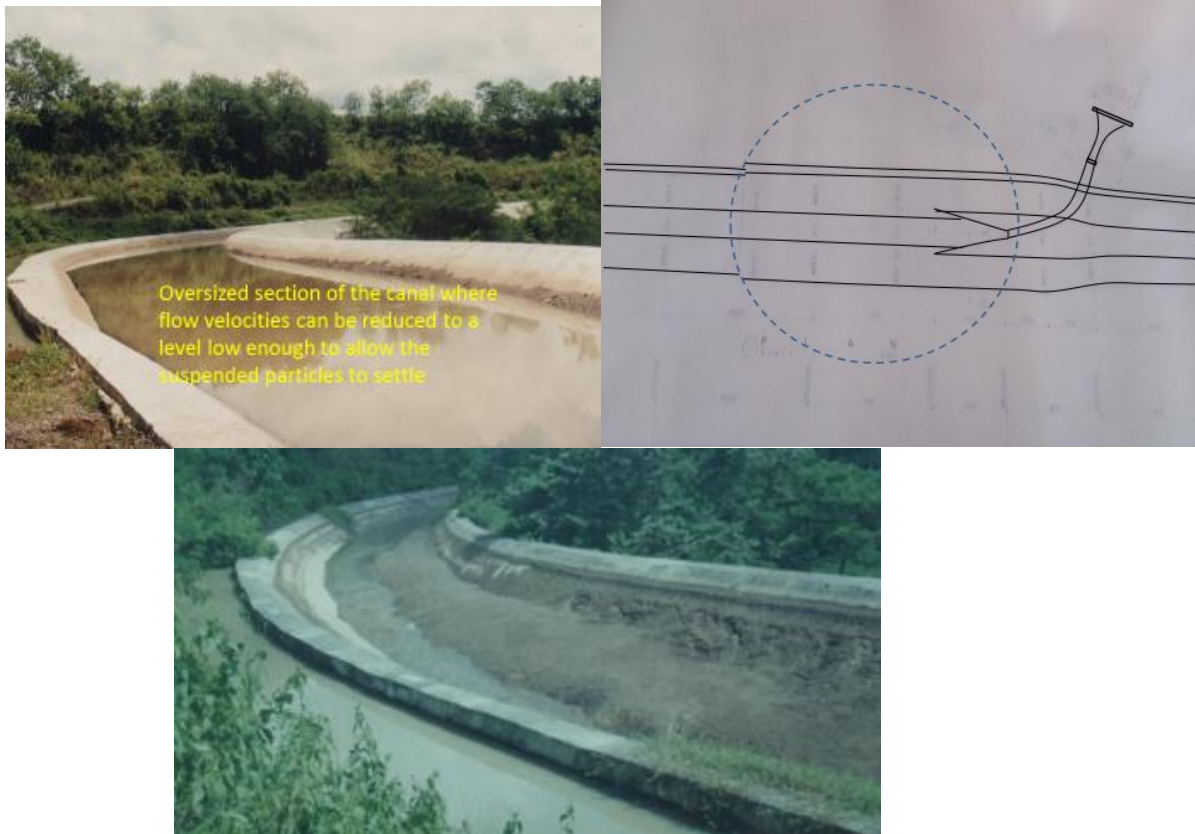 Oversized section of the canal where
flow velocities can be reduced to a
level low enough to allow the
suspended particles to settle